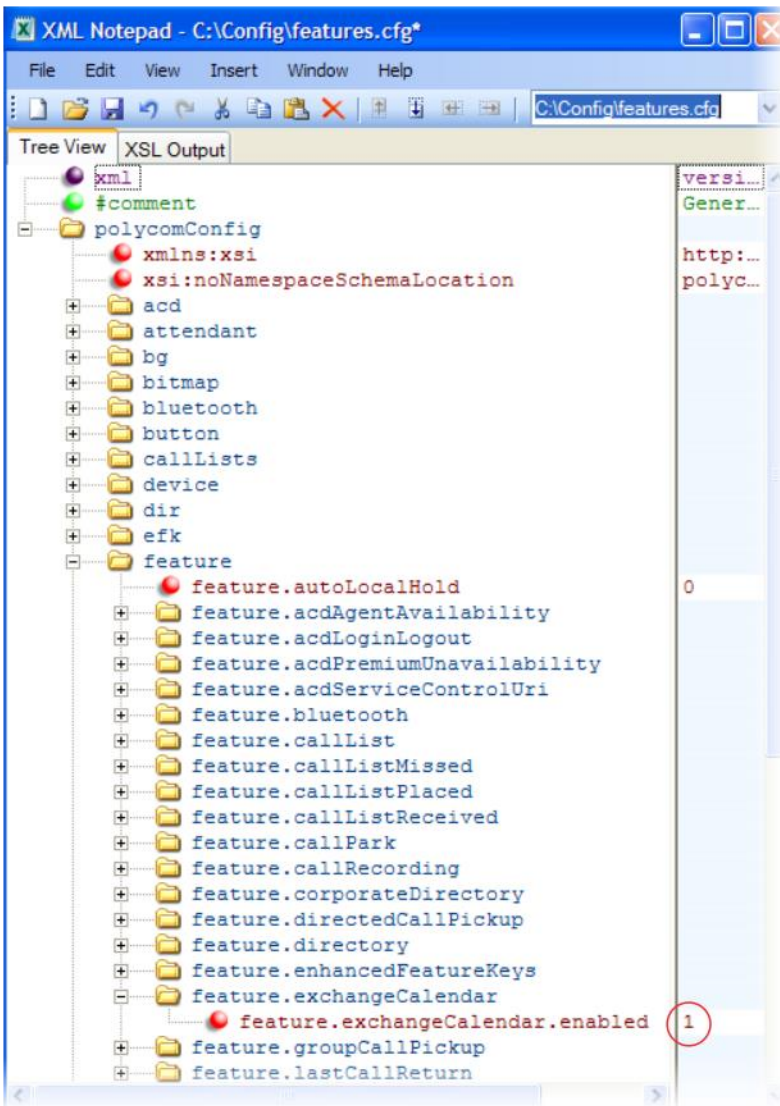 XML Notepad - C:\Config\features.cfg*
File Edit View Insert Window Help
C:\Config\features.cfg
Tree View XSL Output
xml versi...
#comment Gener...
polycomConfig
xmlns:xsi http:...
xsi:noNamespaceSchemaLocation polyc...
acd
attendant
bg
bitmap
bluetooth
button
callLists
device
dir
efk
feature
feature.autoLocalHold 0
feature.acdAgentAvailability
feature.acdLoginLogout
feature.acdPremiumUnavailability
feature.acdServiceControlUri
feature.bluetooth
feature.callList
feature.callListMissed
feature.callListPlaced
feature.callListReceived
feature.callPark
feature.callRecording
feature.corporateDirectory
feature.directedCallPickup
feature.directory
feature.enhancedFeatureKeys
feature.exchangeCalendar
feature.exchangeCalendar.enabled 1
feature.groupCallPickup
feature.lastCallReturn